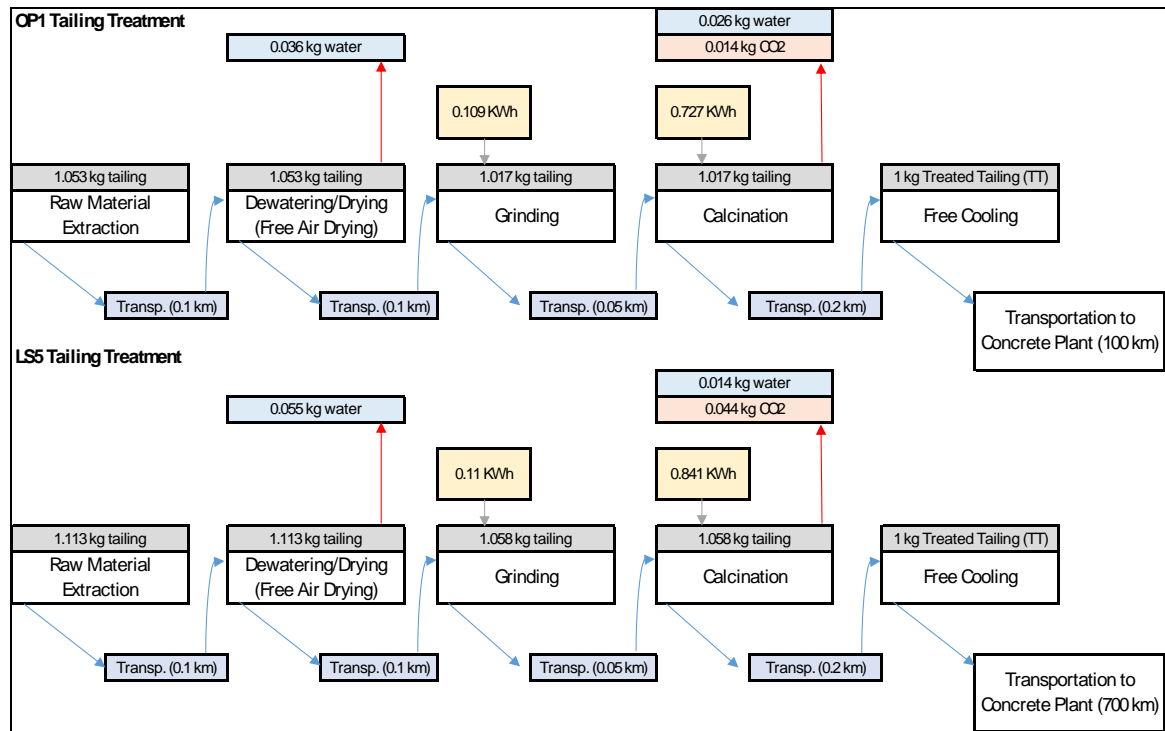 OP1 Tailing Treatment
0.026 kg water
0.036 kg water
0.014 kg CO2
0.109 KWh
0.727 KWh
1.053 kg tailing
1.053 kg tailing
1.017 kg tailing
1.017 kg tailing
1 kg Treated Tailing (TT)
Raw Material
Extraction
Dewatering/Drying
(Free Air Drying)
Grinding
Calcination
Free Cooling
Transp. (0.1 km)
Transp. (0.1 km)
Transp. (0.05 km)
Transp. (0.2 km)
Transportation to
Concrete Plant (100 km)
LS5 Tailing Treatment
0.014 kg water
0.055 kg water
0.044 kg CO2
0.11 KWh
0.841 KWh
1.113 kg tailing
1.113 kg tailing
1.058 kg tailing
1.058 kg tailing
1 kg Treated Tailing (TT)
Raw Material
Extraction
Dewatering/Drying
(Free Air Drying)
Grinding
Calcination
Free Cooling
Transp. (0.1 km)
Transp. (0.1 km)
Transp. (0.05 km)
Transp. (0.2 km)
Transportation to
Concrete Plant (700 km)